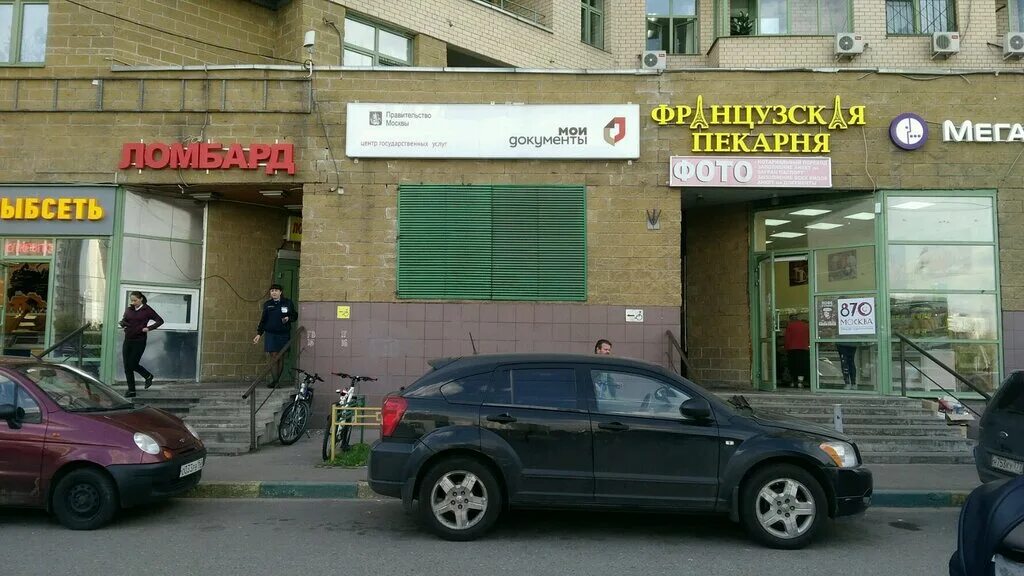 ЫБСЕТЬ
ЛОМБАРД
Правительство
Москвы
центр государственных услуг
МОИ
документы
ФРАНЦУЗСКАЯ
ПЕКАРНЯ
ФОТО
МЕГА
870
МОСКВА